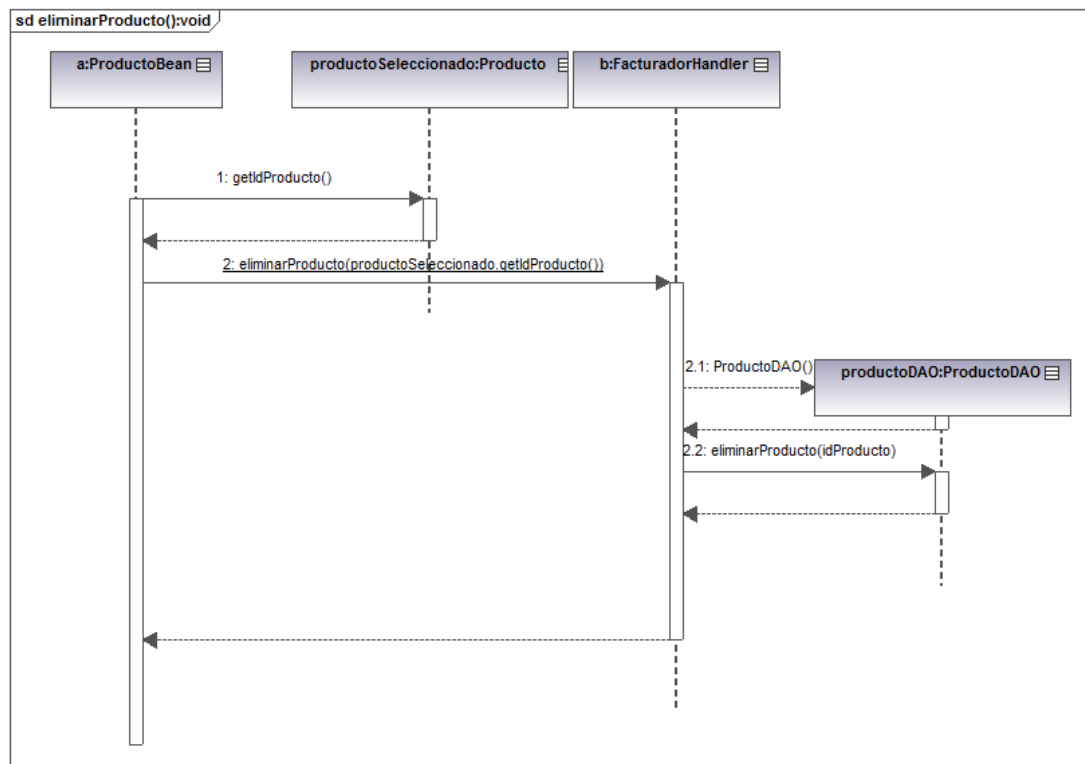 sd eliminarProducto():void
a:ProductoBean
productoSeleccionado:Producto
b:FacturadorHandler
1: getIdProducto()
2: eliminarProducto(productoSeleccionado.getIdProducto())
2.1: ProductoDAO()
productoDAO:ProductoDAO
2.2: eliminarProducto(idProducto)